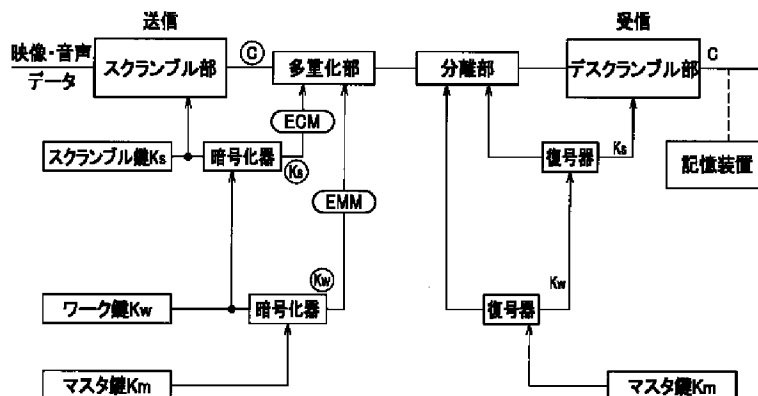 送信
受信
映像・音声
データ
スクランブル部
C
多重化部
分離部
デスクランブル部
C
ECM
スクランブル鍵Ks
暗号化器
Ks
復号器
Ks
記憶装置
EMM
Kw
Kw
ワーク鍵Kw
暗号化器
復号器
マスタ鍵Km
マスタ鍵Km